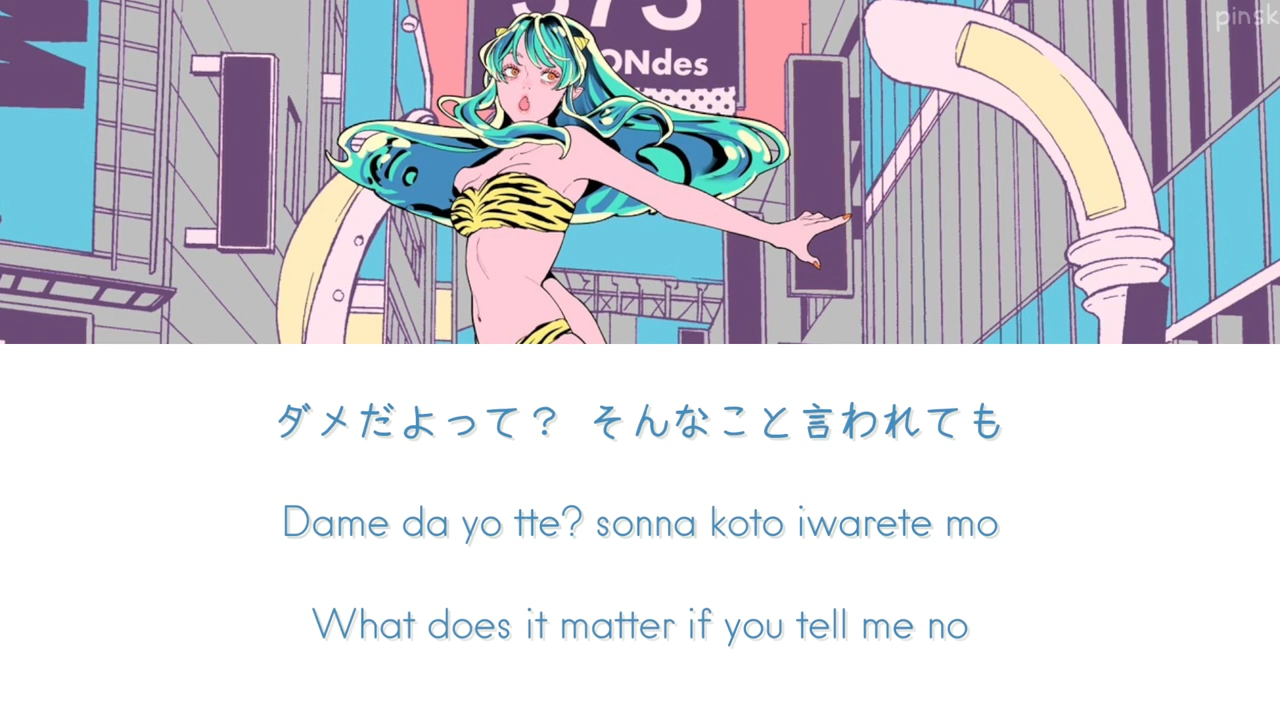 pinsk
373
ONdes
ダメだよって？ そんなこと言われても
Dame da yo tte? sonna koto iwarete mo
What does it matter if you tell me no